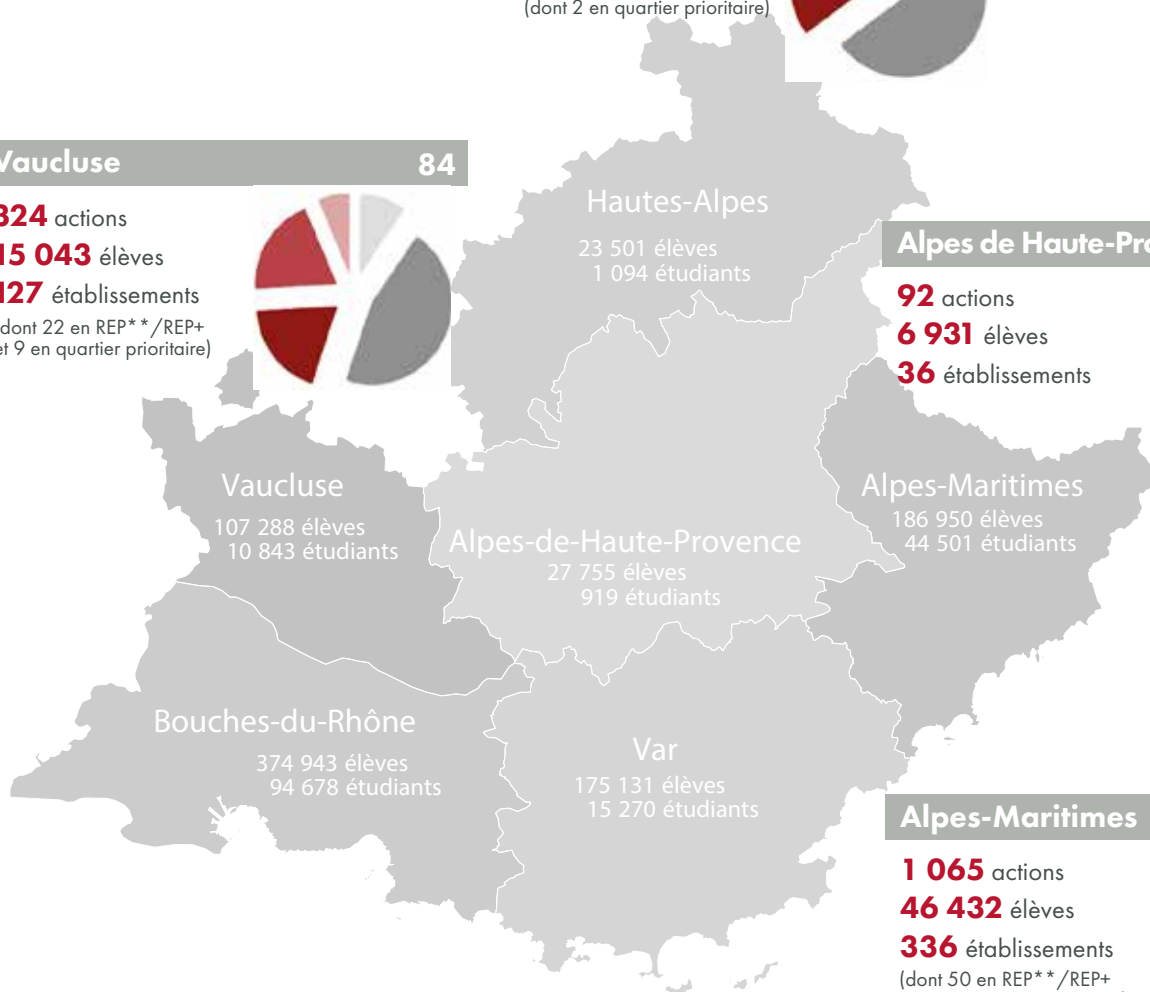 (dont 2 en quartier prioritaire)
Vaucluse 84
324 actions
15 043 élèves
127 établissements
(dont 22 en REP**/REP+
et 9 en quartier prioritaire)
Hautes-Alpes
23 501 élèves
1 094 étudiants
Alpes de Haute-Pro
92 actions
6 931 élèves
36 établissements
Vaucluse
107 288 élèves
10 843 étudiants
Alpes-de-Haute-Provence
27 755 élèves
919 étudiants
Alpes-Maritimes
186 950 élèves
44 501 étudiants
Bouches-du-Rhône
374 943 élèves
94 678 étudiants
Var
175 131 élèves
15 270 étudiants
Alpes-Maritimes
1 065 actions
46 432 élèves
336 établissements
(dont 50 en REP**/REP+